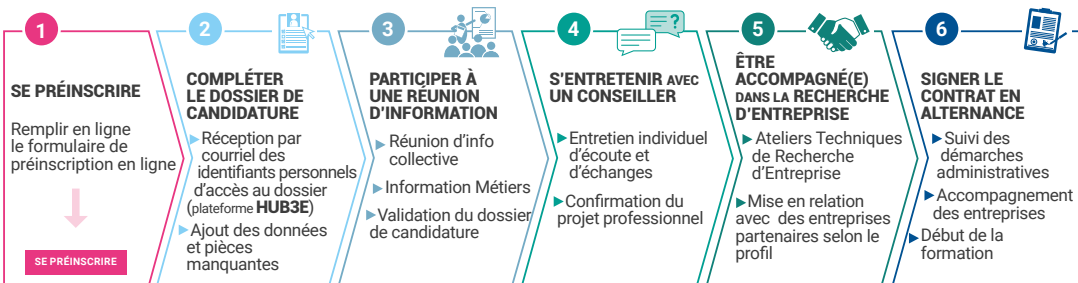 1
SE PRÉINSCRIRE
Remplir en ligne
le formulaire de
préinscription en ligne
SE PRÉINSCRIRE
2
COMPLÉTER
LE DOSSIER DE
CANDIDATURE
Réception par
courriel des
identifiants personnels
d'accès au dossier
(plateforme HUB3E)
Ajout des données
et pièces
manquantes
3
PARTICIPER À
UNE RÉUNION
D'INFORMATION
Réunion d'info
collective
Information Métiers
Validation du dossier
de candidature
4
?
S'ENTRETENIR AVEC
UN CONSEILLER
Entretien individuel
d'écoute et
d'échanges
Confirmation du
projet professionnel
5
ÊTRE
ACCOMPAGNÉ(E)
DANS LA RECHERCHE
D'ENTREPRISE
Ateliers Techniques
de Recherche
d'Entreprise
Mise en relation
avec des entreprises
partenaires selon le
profil
6
SIGNER LE
CONTRAT EN
ALTERNANCE
Suivi des
démarches
administratives
Accompagnement
des entreprises
Début de la
formation